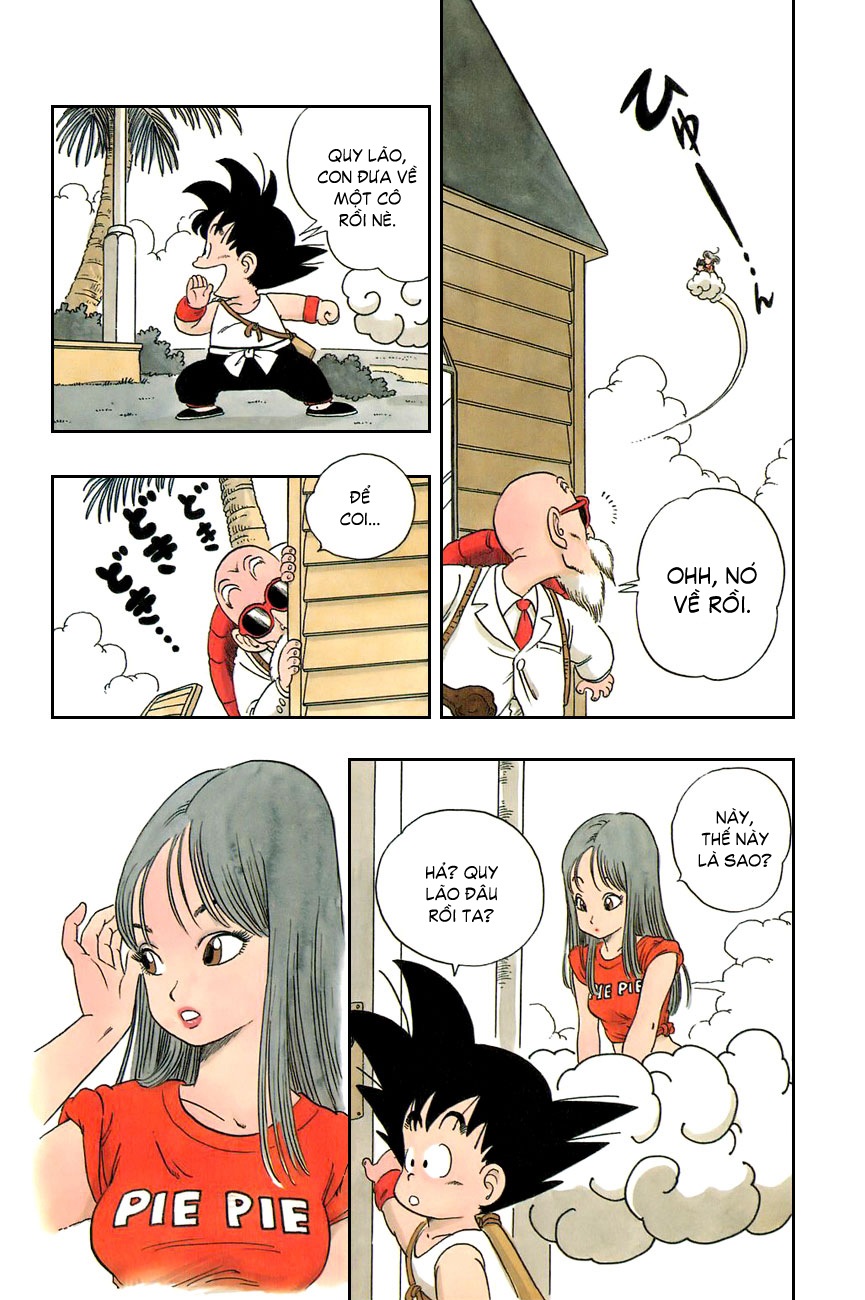 ひゅーーん
OHH, NÓ
VỀ RỒI.
QUY LÃO,
CON ĐƯA VỀ
MỘT CÔ
RỒI NÈ.
ĐỂ
COI...
どきどきどき…
NÀY,
THẾ NÀY
LÀ SAO?
HẢ? QUY
LÃO ĐÂU
RỒI TA?
PIE PIE
PIE PIE